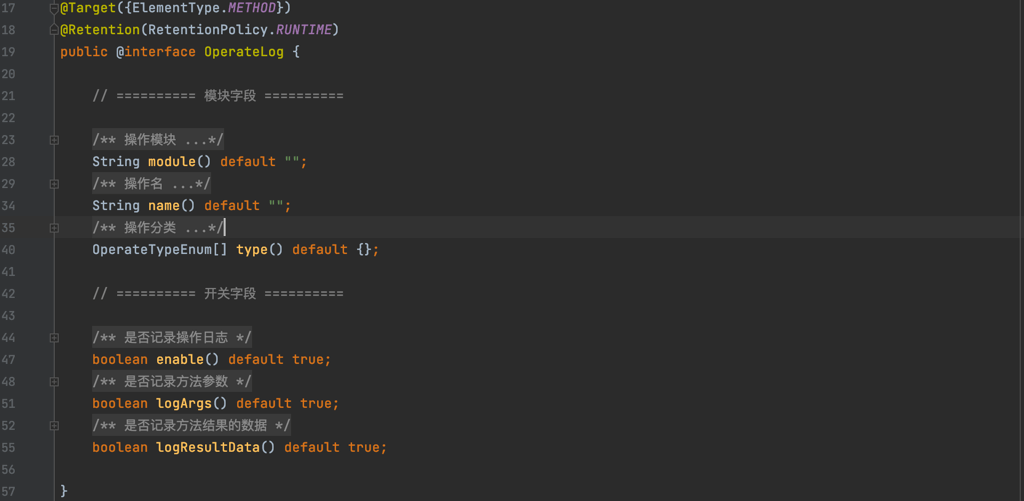 17 @Target({ElementType.METHOD})
18 @Retention(RetentionPolicy.RUNTIME)
19 public @interface OperateLog {
20
21 // ========== 模块字段 ==========
22
23 /** 操作模块 ...*/
28 String module() default "";
29 /** 操作名 ...*/
34 String name() default "";
35 /** 操作分类 ...*/
40 OperateTypeEnum[] type() default {};
41
42 // ========== 开关字段 ==========
43
44 /** 是否记录操作日志 */
47 boolean enable() default true;
48 /** 是否记录方法参数 */
51 boolean logArgs() default true;
52 /** 是否记录方法结果的数据 */
55 boolean logResultData() default true;
56
57 }